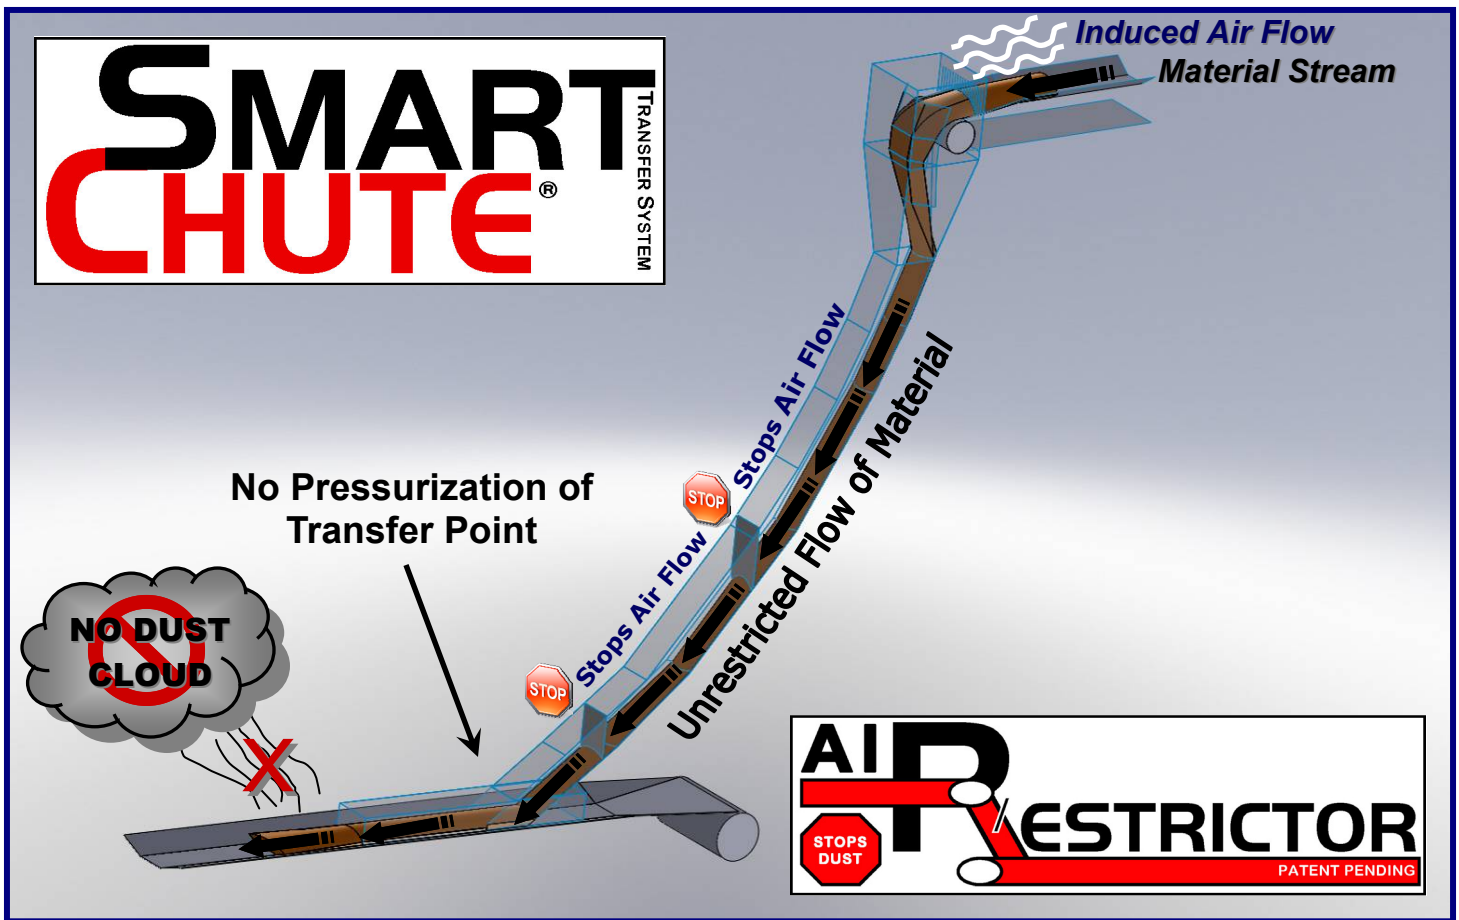 SMART
CHUTE®
TRANSFER SYSTEM
Induced Air Flow
Material Stream
Stops Air Flow
Unrestricted Flow of Material
STOP
No Pressurization of
Transfer Point
Stops Air Flow
STOP
NO DUST
CLOUD
X
AIR/ESTRICTOR
STOPS
DUST
PATENT PENDING